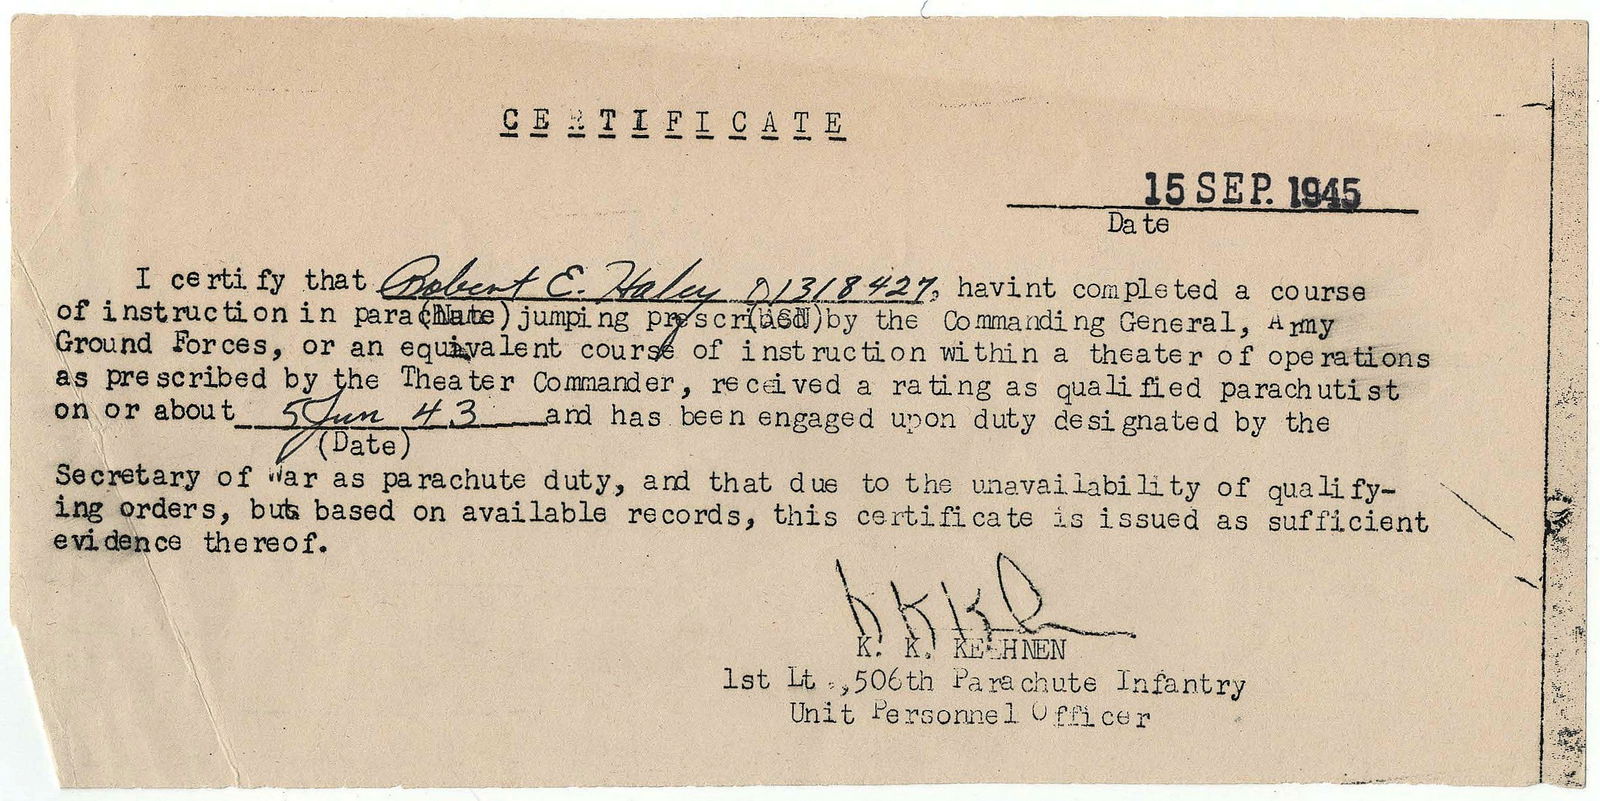 CERTIFICATE
15 SEP. 1945
Date
I certify that Robert E. Haley 01318427, havint completed a course
(Name) (ASN)
of instruction in parachute jumping prescribed by the Commanding General, Army
Ground Forces, or an equivalent course of instruction within a theater of operations
as prescribed by the Theater Commander, received a rating as qualified parachutist
on or about 5 Jun 43 and has been engaged upon duty designated by the
(Date)
Secretary of War as parachute duty, and that due to the unavailability of qualify-
ing orders, but based on available records, this certificate is issued as sufficient
evidence thereof.
K. K. 
1st Lt., 506th Parachute Infantry
Unit Personnel Officer